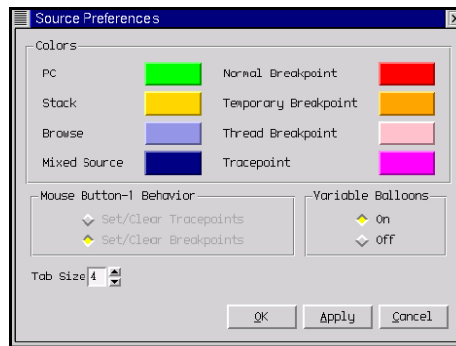 Source Preferences
Colors
PC
Normal Breakpoint
Stack
Temporary Breakpoint
Browse
Thread Breakpoint
Mixed Source
Tracepoint
Mouse Button-1 Behavior
Variable Balloons
Set/Clear Tracepoints
On
Set/Clear Breakpoints
Off
Tab Size 4
OK Apply Cancel